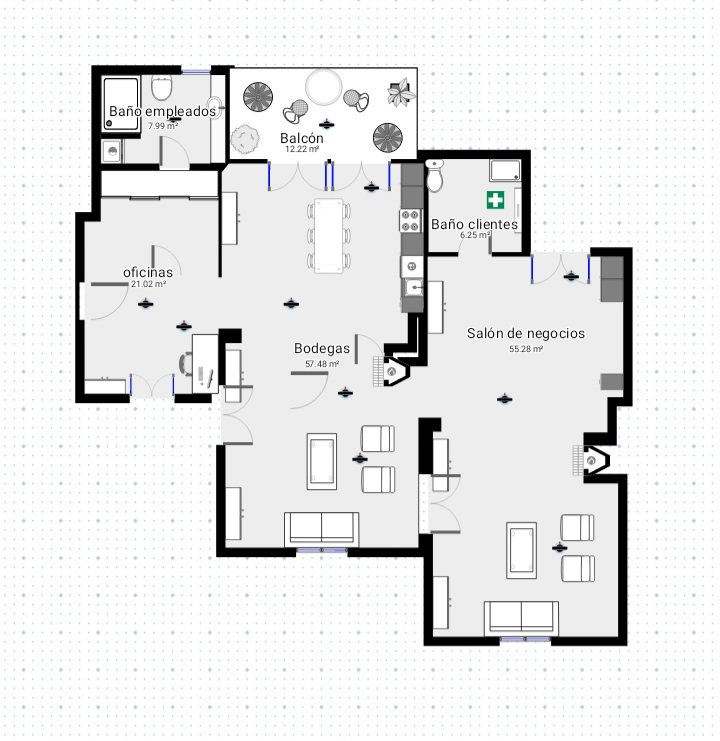 Baño empleados
7.99 m²
Balcón
12.22 m²
Baño clientes
6.25 m²
oficinas
21.02 m²
Salón de negocios
55.28 m²
Bodegas
57.48 m²